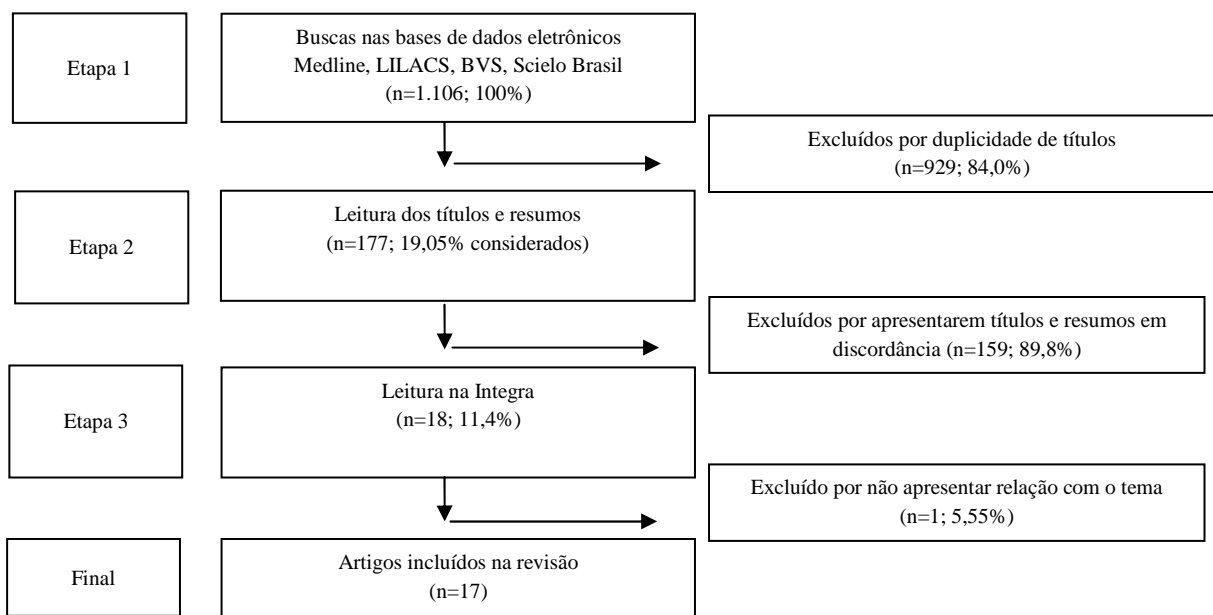 Etapa 1
Buscas nas bases de dados eletrônicos
Medline, LILACS, BVS, Scielo Brasil
(n=1.106; 100%)
Excluídos por duplicidade de títulos
(n=929; 84,0%)
Etapa 2
Leitura dos títulos e resumos
(n=177; 19,05% considerados)
Excluídos por apresentarem títulos e resumos em
discordância (n=159; 89,8%)
Etapa 3
Leitura na Integra
(n=18; 11,4%)
Excluído por não apresentar relação com o tema
(n=1; 5,55%)
Final
Artigos incluídos na revisão
(n=17)